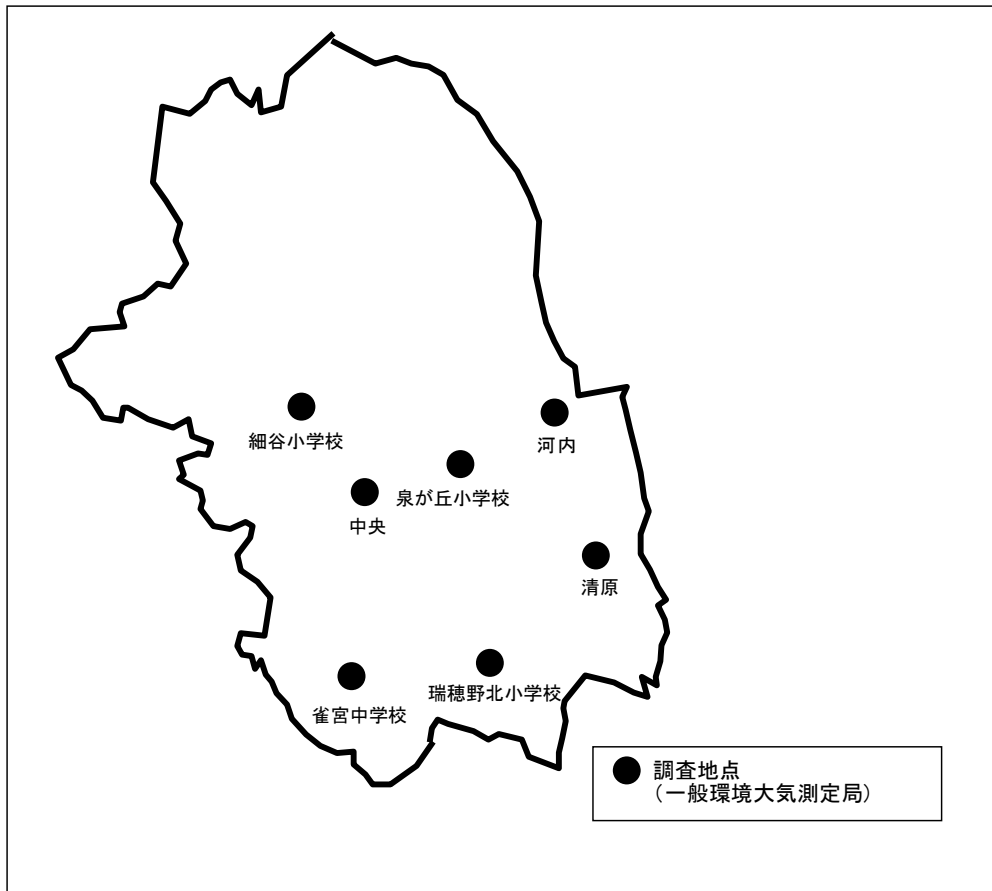 細谷小学校
河内
泉が丘小学校
中央
清原
瑞穂野北小学校
雀宮中学校
調査地点
(一般環境大気測定局)